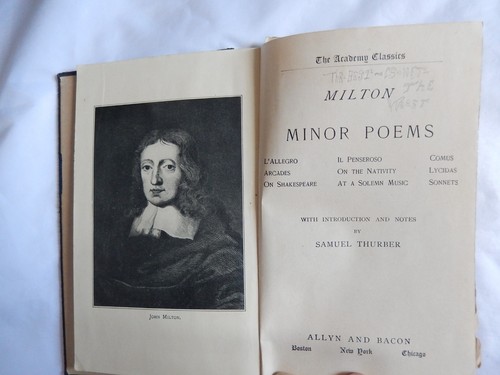 JOHN MILTON.
The Academy Classics
MILTON
THE
MINOR POEMS
L'ALLEGRO IL PENSEROSO COMUS
ARCADES ON THE NATIVITY LYCIDAS
ON SHAKESPEARE AT A SOLEMN MUSIC SONNETS
WITH INTRODUCTION AND NOTES
BY
SAMUEL THURBER
ALLYN AND BACON
Boston New York Chicago